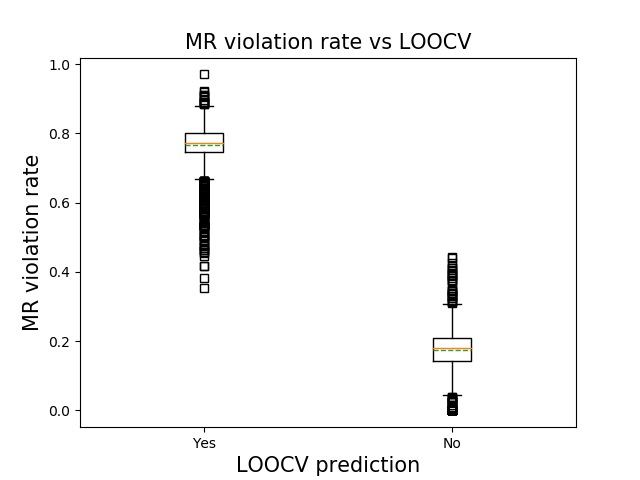 MR violation rate vs LOOCV
MR violation rate
1.0
0.8
0.6
0.4
0.2
0.0
Yes
No
LOOCV prediction